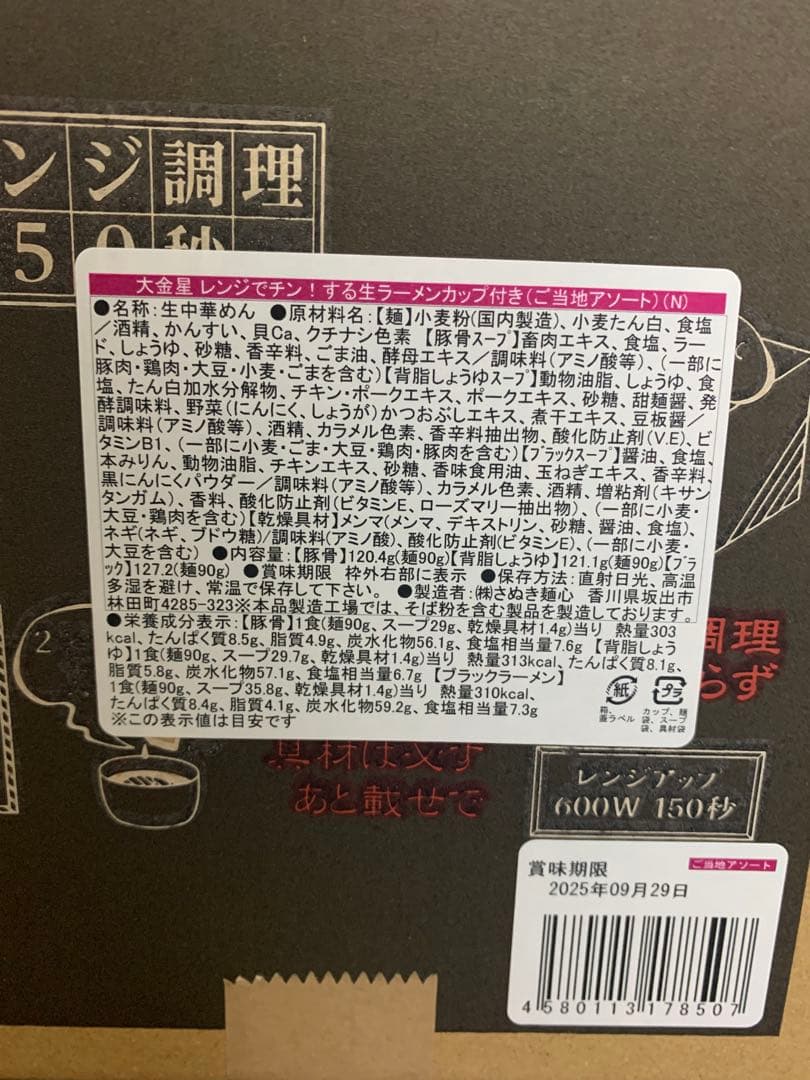 ンジ調理
50秒
大金星 レンジでチン！する生ラーメンカップ付き(ご当地アソート)(N)
●名称:生中華めん ●原材料名:【麺】小麦粉(国内製造)、小麦たん白、食塩
／酒精、かんすい、貝Ca、クチナシ色素 【豚骨スープ】畜肉エキス、食塩、ラー
ド、しょうゆ、砂糖、香辛料、ごま油、酵母エキス／調味料(アミノ酸等)、(一部に
豚肉・鶏肉・大豆・小麦・ごまを含む)【背脂しょうゆスープ】動物油脂、しょうゆ、食
塩、たん白加水分解物、チキン・ポークエキス、ポークエキス、砂糖、甜麺醤、発
酵調味料、野菜(にんにく、しょうが)かつおぶしエキス、煮干エキス、豆板醤／
調味料(アミノ酸等)、酒精、カラメル色素、香辛料抽出物、酸化防止剤(V.E)、ビ
タミンB1、(一部に小麦・ごま・大豆・鶏肉・豚肉を含む)【ブラックスープ】醤油、食塩、
本みりん、動物油脂、チキンエキス、砂糖、香味食用油、玉ねぎエキス、香辛料、
黒にんにくパウダー／調味料(アミノ酸等)、カラメル色素、酒精、増粘剤(キサン
タンガム)、香料、酸化防止剤(ビタミンE、ローズマリー抽出物)、(一部に小麦・
大豆・鶏肉を含む)【乾燥具材】メンマ(メンマ、デキストリン、砂糖、醤油、食塩)、
ネギ(ネギ、ブドウ糖)/調味料(アミノ酸)、酸化防止剤(ビタミンE)、(一部に小麦・
大豆を含む) ●内容量:【豚骨】120.4g(麺90g)【背脂しょうゆ】121.1g(麺90g)【ブラ
ック】127.2(麺90g) ●賞味期限 枠外右部に表示 ●保存方法:直射日光、高温
多湿を避け、常温で保存して下さい。 ●製造者:㈱さぬき麺心 香川県坂出市
林田町4285-323※本品製造工場では、そば粉を含む製品を製造しております。
●栄養成分表示:【豚骨】1食(麺90g、スープ29g、乾燥具材1.4g)当り 熱量303
kcal、たんぱく質8.5g、脂質4.9g、炭水化物56.1g、食塩相当量7.6g 【背脂しょう
ゆ】1食(麺90g、スープ29.7g、乾燥具材1.4g)当り 熱量313kcal、たんぱく質8.1g、
脂質5.8g、炭水化物57.1g、食塩相当量6.7g 【ブラックラーメン】
1食(麺90g、スープ35.8g、乾燥具材1.4g)当り 熱量310kcal、
たんぱく質8.4g、脂質4.1g、炭水化物59.2g、食塩相当量7.3g
※この表示値は目安です
紙
プラ
箱、
蓋ラベル
カップ、麺
袋、スープ
袋、具材袋
2
調理
らず
具材は必ず
あと載せで
レンジアップ
600W 150秒
ご当地アソート
賞味期限
2025年09月29日
4580113178507